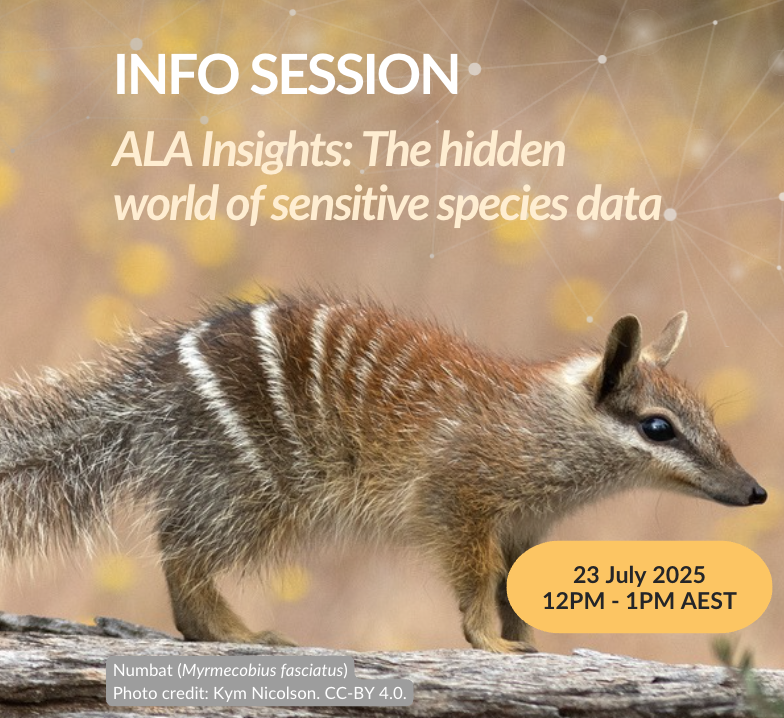 INFO SESSION
ALA Insights: The hidden
world of sensitive species data
23 July 2025
12PM - 1PM AEST
Numbat (Myrmecobius fasciatus)
Photo credit: Kym Nicolson. CC-BY 4.0.